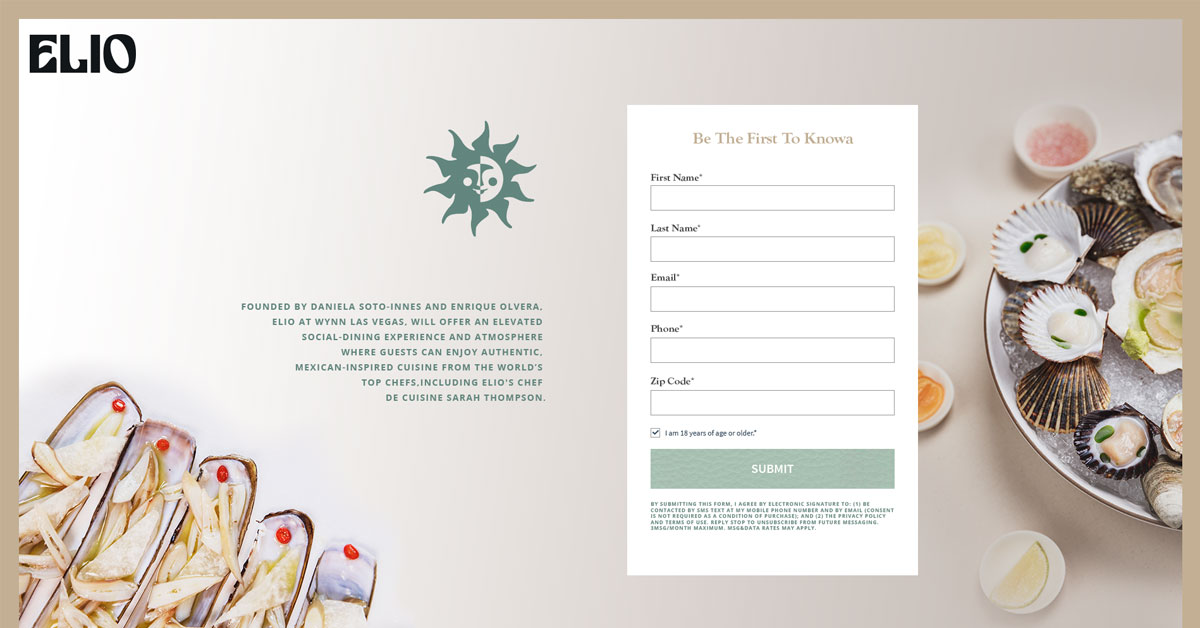 ELIO
FOUNDED BY DANIELA SOTO-INNES AND ENRIQUE OLVERA,
ELIO AT WYNN LAS VEGAS, WILL OFFER AN ELEVATED
SOCIAL-DINING EXPERIENCE AND ATMOSPHERE
WHERE GUESTS CAN ENJOY AUTHENTIC,
MEXICAN-INSPIRED CUISINE FROM THE WORLD'S
TOP CHEFS,INCLUDING ELIO'S CHEF
DE CUISINE SARAH THOMPSON.
Be The First To Knowa
First Name*
Last Name*
Email*
Phone*
Zip Code*
I am 18 years of age or older.*
SUBMIT
BY SUBMITTING THIS FORM, I AGREE BY ELECTRONIC SIGNATURE TO: (1) BE
CONTACTED BY SMS TEXT AT MY MOBILE PHONE NUMBER AND BY EMAIL (CONSENT
IS NOT REQUIRED AS A CONDITION OF PURCHASE); AND (2) THE PRIVACY POLICY
AND TERMS OF USE. REPLY STOP TO UNSUBSCRIBE FROM FUTURE MESSAGING.
3MSG/MONTH MAXIMUM. MSG&DATA RATES MAY APPLY.